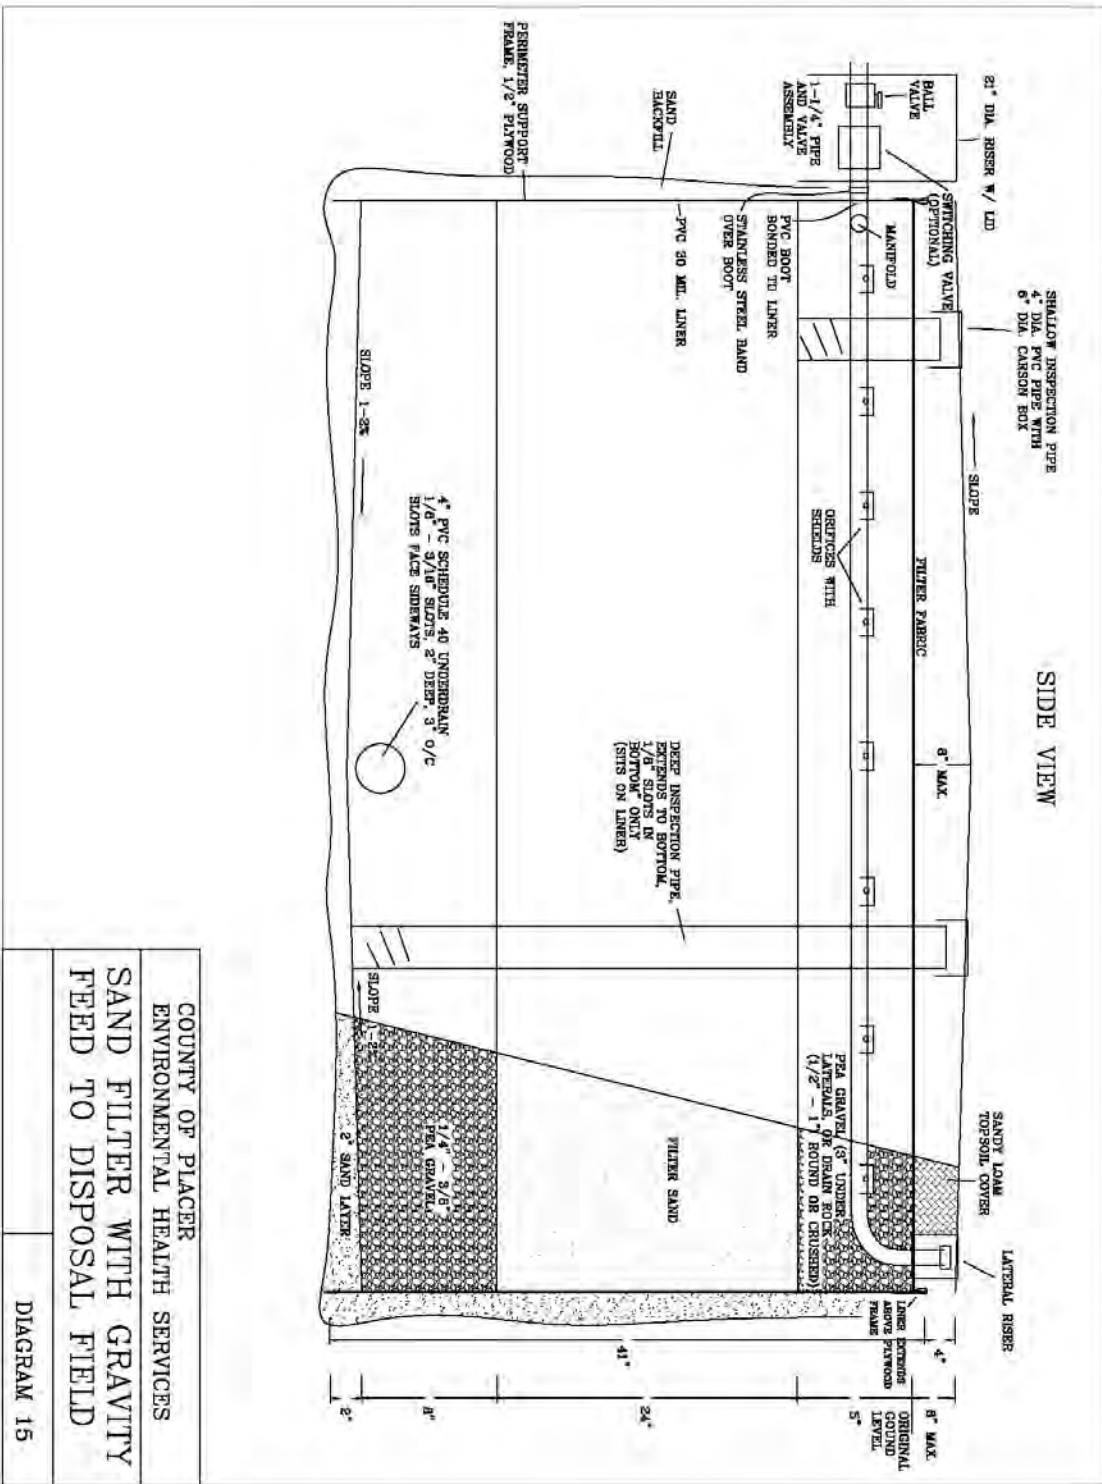 SIDE VIEW
21" DIA. RISER W/ LID
BALL
VALVE
1-1/4" PIPE
AND VALVE
ASSEMBLY
SWITCHING VALVE
(OPTIONAL)
SHALLOW INSPECTION PIPE
4" DIA. PVC PIPE WITH
6" DIA. CARSON BOX
SLOPE
FILTER FABRIC
8" MAX.
SANDY LOAM
TOPSOIL COVER
LATERIAL RISER
MANIFOLD
PVC BOOT
BONDED TO LINER
STAINLESS STEEL BAND
OVER BOOT
SAND
BACKFILL
PERIMETER SUPPORT
FRAME, 1/2" PLYWOOD
PVC 30 MIL. LINER
ORIFICES WITH
SHIELDS
DEEP INSPECTION PIPE,
EXTENDS TO BOTTOM,
1/8" SLOTS IN
BOTTOM" ONLY
(SITS ON LINER)
PEA GRAVEL (3" UNDER
LATERALS, OR DRAIN ROCK
(1/2" - 1" ROUND OR CRUSHED)
LINER EXTENDS
ABOVE PLYWOOD
FRAME
4"
8" MAX.
ORIGINAL
GOUND
LEVEL
5"
41"
24"
8"
2"
FILTER SAND
SLOPE 1-2%
4" PVC SCHEDULE 40 UNDERDRAIN
1/8" - 3/16" SLOTS, 2" DEEP, 3" O/C
SLOTS FACE SIDEWAYS
SLOPE 1-2%
1/4" - 3/8"
PEA GRAVEL
2" SAND LAYER
COUNTY OF PLACER
ENVIRONMENTAL HEALTH SERVICES
SAND FILTER WITH GRAVITY
FEED TO DISPOSAL FIELD
DIAGRAM 15